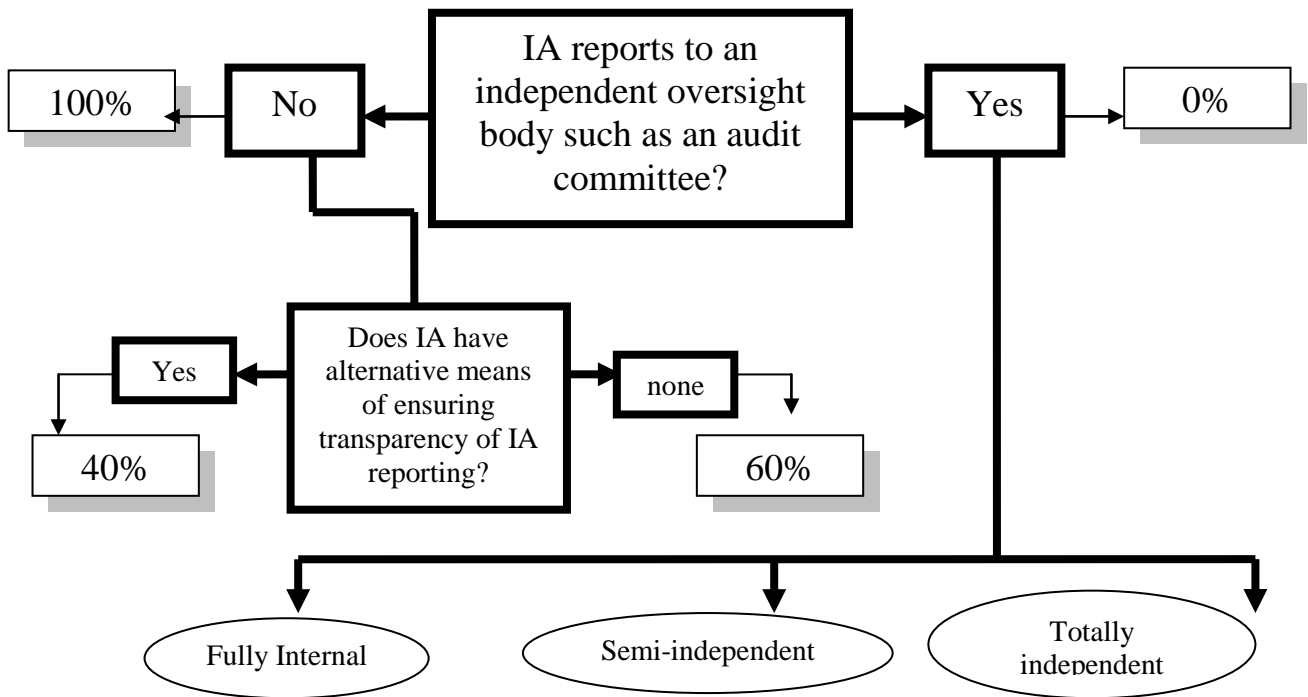 IA reports to an
independent oversight
body such as an audit
committee?
No
100%
Yes
0%
Does IA have
alternative means
of ensuring
transparency of IA
reporting?
Yes
40%
none
60%
Fully Internal
Semi-independent
Totally
independent